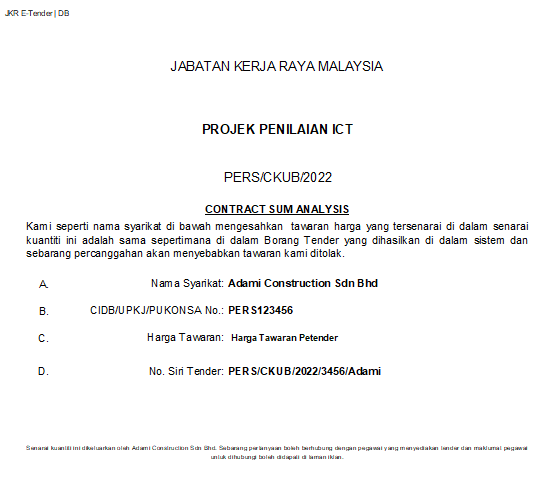 JKR E-Tender | DB
JABATAN KERJA RAYA MALAYSIA
PROJEK PENILAIAN ICT
PERS/CKUB/2022
CONTRACT SUM ANALYSIS
Kami seperti nama syarikat di bawah mengesahkan tawaran harga yang tersenarai di dalam senarai
kuantiti ini adalah sama sepertimana di dalam Borang Tender yang dihasilkan di dalam sistem dan
sebarang percanggahan akan menyebabkan tawaran kami ditolak.
A. Nama Syarikat: Adami Construction Sdn Bhd
B. CIDB/UPKJ/PUKONSA No.: PERS123456
C. Harga Tawaran: Harga Tawaran Petender
D. No. Siri Tender: PERS/CKUB/2022/3456/Adami
Senarai kuantiti ini dikeluarkan oleh Adami Construction Sdn Bhd. Sebarang pertanyaan boleh berhubung dengan pegawai yang menyediakan tender dan maklumat pegawai
untuk dihubungi boleh didapati di laman iklan.